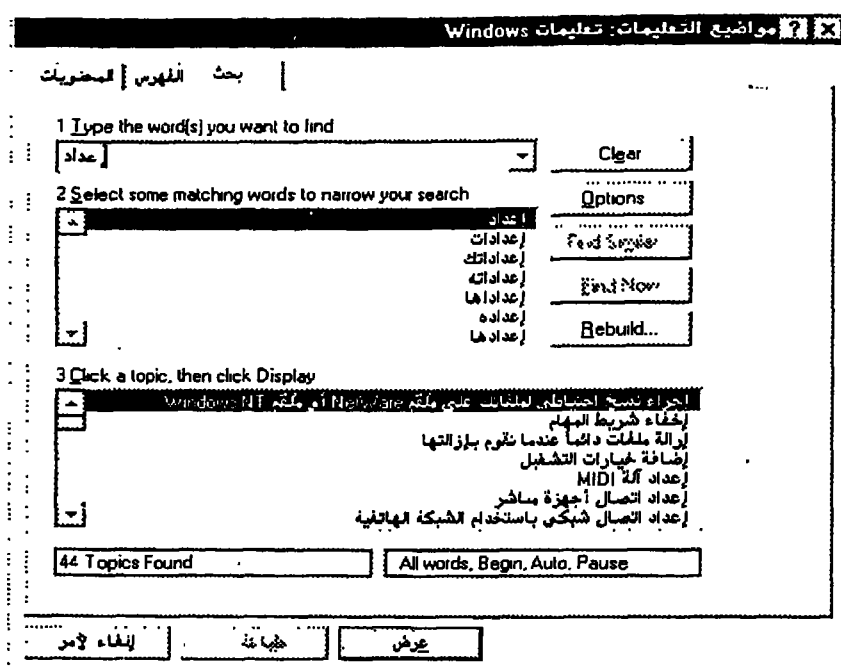 مواضيع التعليمات: تعليمات Windows
المحتويات الفهرس بحث
1 Type the word(s) you want to find
إعداد
Clear
2 Select some matching words to narrow your search
Options
إعداد
إعدادات
إعداداتك
إعداداته
إعداداها
إعداده
إعدادها
Find Similar
Find Now
Rebuild...
3 Click a topic, then click Display
إجراء نسخ احتياطي لملفاتك على ملقم NetWare أو ملقم Windows NT
إخفاء شريط المهام
إزالة ملفات دائماً عندما نقوم بإزالتها
إضافة خيارات التشغيل
إعداد آلة MIDI
إعداد اتصال أجهزة مباشر
إعداد اتصال شبكي باستخدام الشبكة الهاتفية
44 Topics Found
All words, Begin, Auto, Pause
عرض
طباعة
إلغاء الأمر